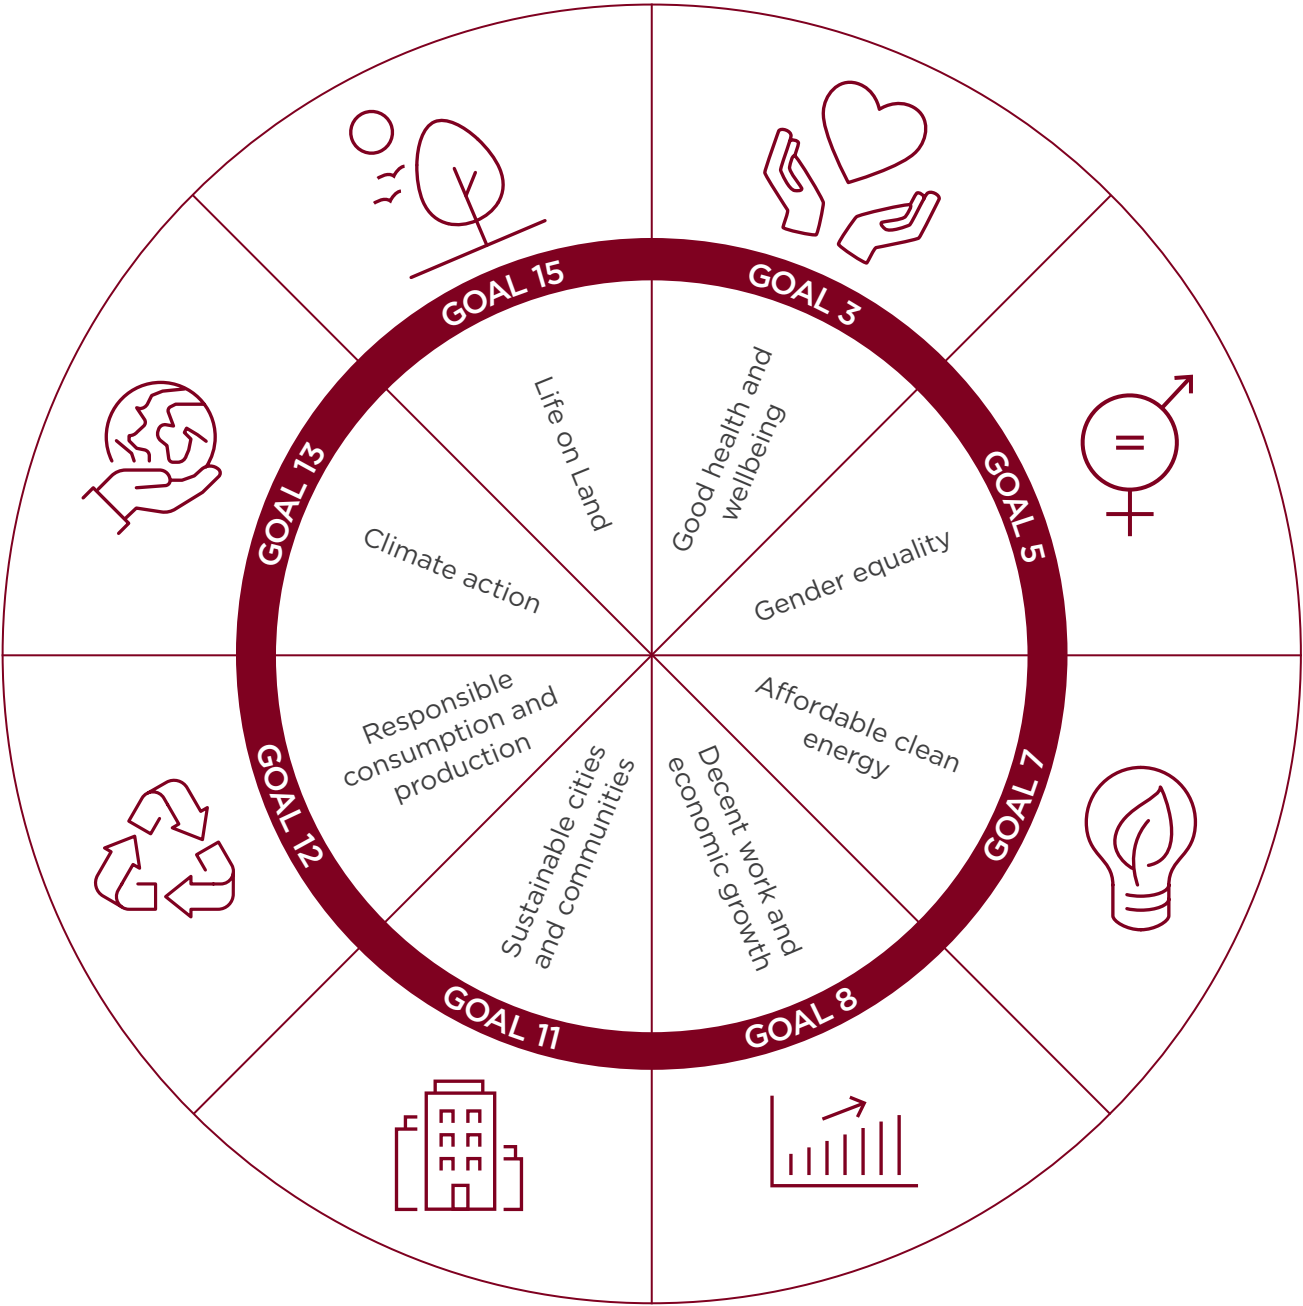 GOAL 3
Good health and
wellbeing
GOAL 5
Gender equality
GOAL 7
Affordable clean
energy
GOAL 8
Decent work and
economic growth
GOAL 11
Sustainable cities
and communities
GOAL 12
Responsible
consumption and
production
GOAL 13
Climate action
GOAL 15
Life on Land
=